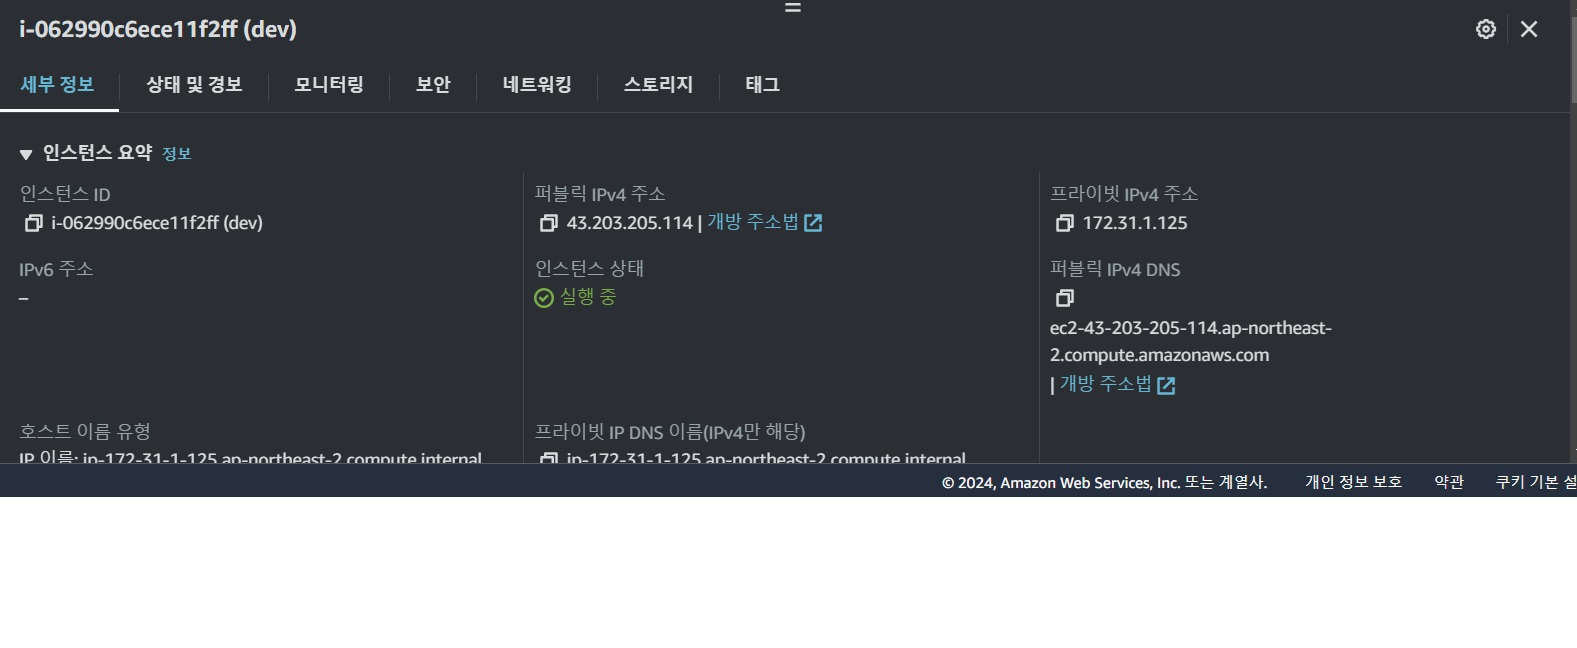 i-062990c6ece11f2ff (dev)
세부 정보
상태 및 경보
모니터링
보안
네트워킹
스토리지
태그
▼ 인스턴스 요약 정보
인스턴스 ID
i-062990c6ece11f2ff (dev)
퍼블릭 IPv4 주소
43.203.205.114 | 개방 주소법
프라이빗 IPv4 주소
172.31.1.125
IPv6 주소
–
인스턴스 상태
실행 중
퍼블릭 IPv4 DNS
ec2-43-203-205-114.ap-northeast-
2.compute.amazonaws.com
| 개방 주소법
호스트 이름 유형
IP 이름: ip-172-31-1-125.ap-northeast-2.compute.internal
프라이빗 IP DNS 이름(IPv4만 해당)
ip-172-31-1-125.ap-northeast-2.compute.internal
© 2024, Amazon Web Services, Inc. 또는 계열사.
개인 정보 보호
약관
쿠키 기본 설